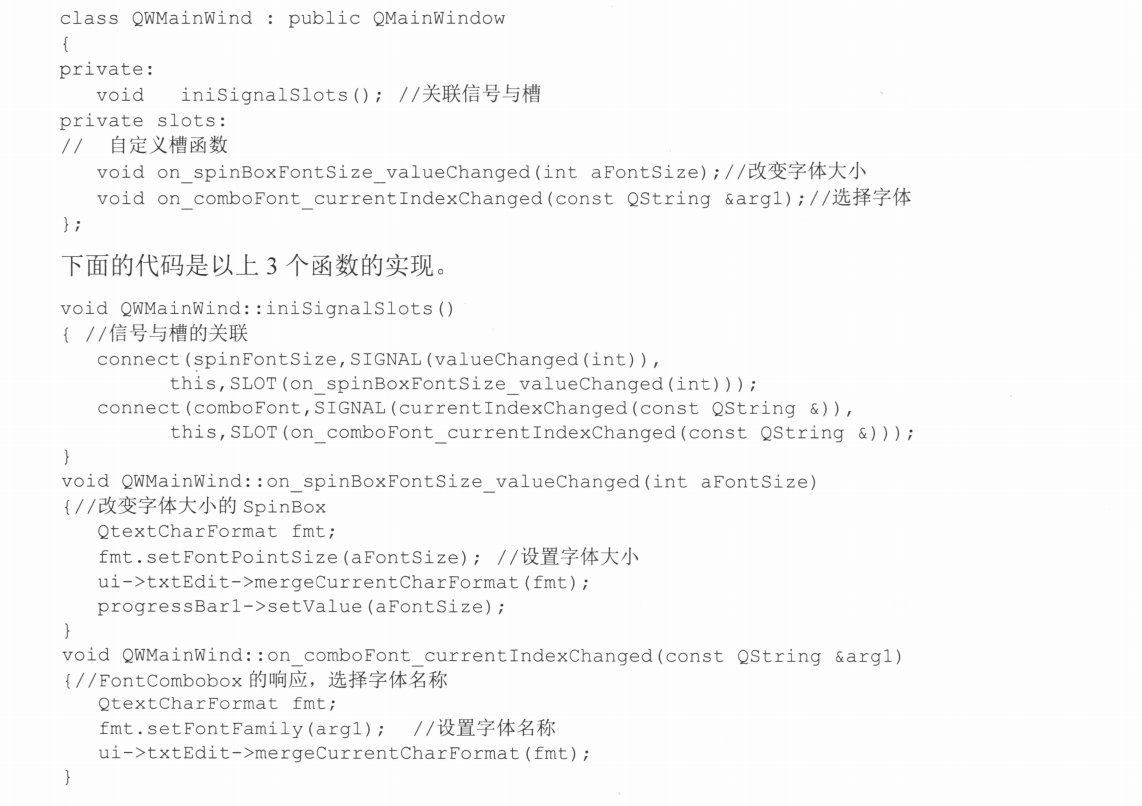 class QWMainWind : public QMainWindow
{
private:
   void   iniSignalSlots(); //关联信号与槽
private slots:
//  自定义槽函数
   void on_spinBoxFontSize_valueChanged(int aFontSize);//改变字体大小
   void on_comboFont_currentIndexChanged(const QString &arg1);//选择字体
};
下面的代码是以上 3 个函数的实现。
void QWMainWind::iniSignalSlots()
{ //信号与槽的关联
   connect(spinFontSize,SIGNAL(valueChanged(int)),
         this,SLOT(on_spinBoxFontSize_valueChanged(int)));
   connect(comboFont,SIGNAL(currentIndexChanged(const QString &)),
         this,SLOT(on_comboFont_currentIndexChanged(const QString &)));
}
void QWMainWind::on_spinBoxFontSize_valueChanged(int aFontSize)
{//改变字体大小的 SpinBox
   QtextCharFormat fmt;
   fmt.setFontPointSize(aFontSize); //设置字体大小
   ui->txtEdit->mergeCurrentCharFormat(fmt);
   progressBar1->setValue(aFontSize);
}
void QWMainWind::on_comboFont_currentIndexChanged(const QString &arg1)
{//FontCombobox 的响应，选择字体名称
   QtextCharFormat fmt;
   fmt.setFontFamily(arg1);  //设置字体名称
   ui->txtEdit->mergeCurrentCharFormat(fmt);
}